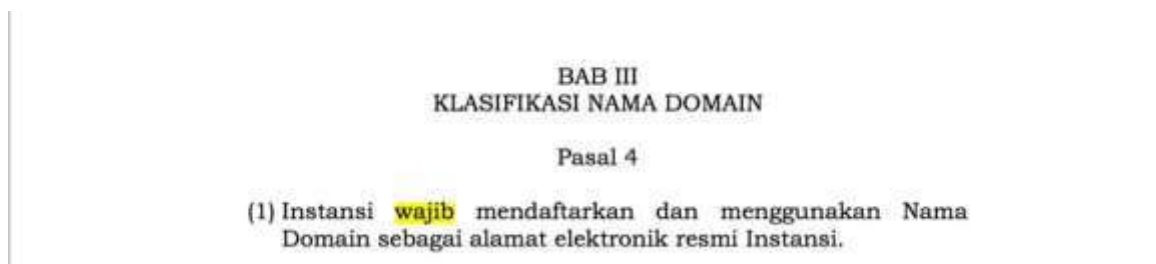 BAB III
KLASIFIKASI NAMA DOMAIN
Pasal 4
(1) Instansi wajib mendaftarkan dan menggunakan Nama
Domain sebagai alamat elektronik resmi Instansi.